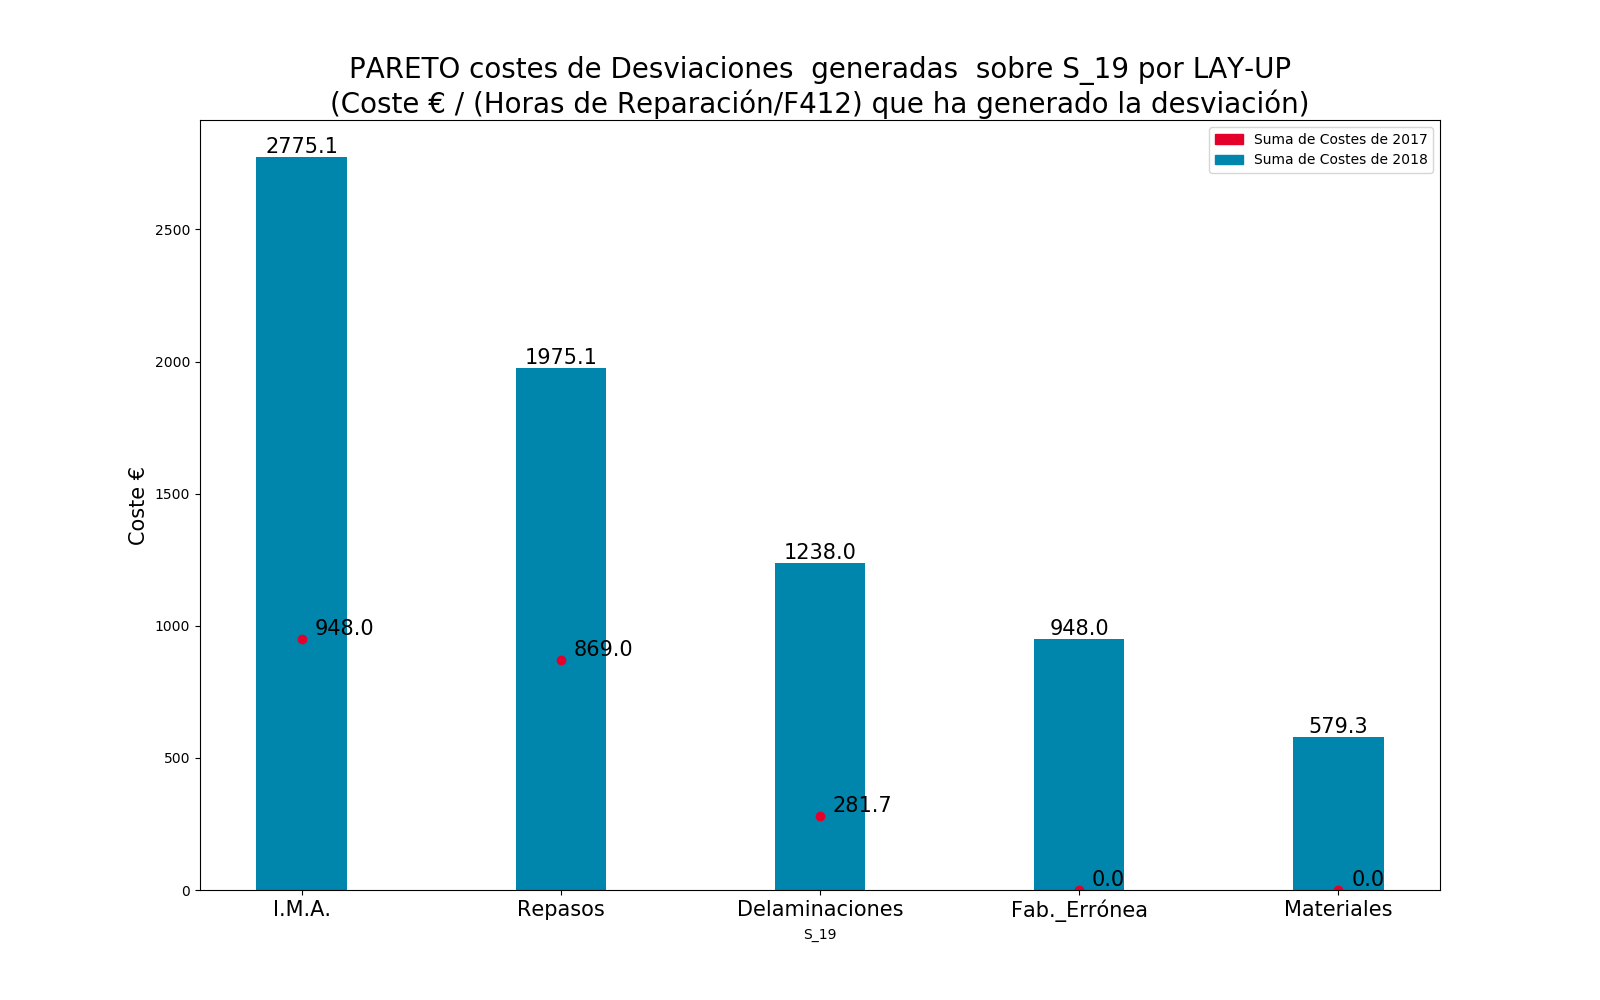 PARETO costes de Desviaciones  generadas  sobre S_19 por LAY-UP
(Coste € / (Horas de Reparación/F412) que ha generado la desviación)
Suma de Costes de 2017
Suma de Costes de 2018
2775.1
1975.1
1238.0
948.0
579.3
948.0
869.0
281.7
0.0
0.0
Coste €
2500
2000
1500
1000
500
0
I.M.A.
Repasos
Delaminaciones
Fab._Errónea
Materiales
S_19